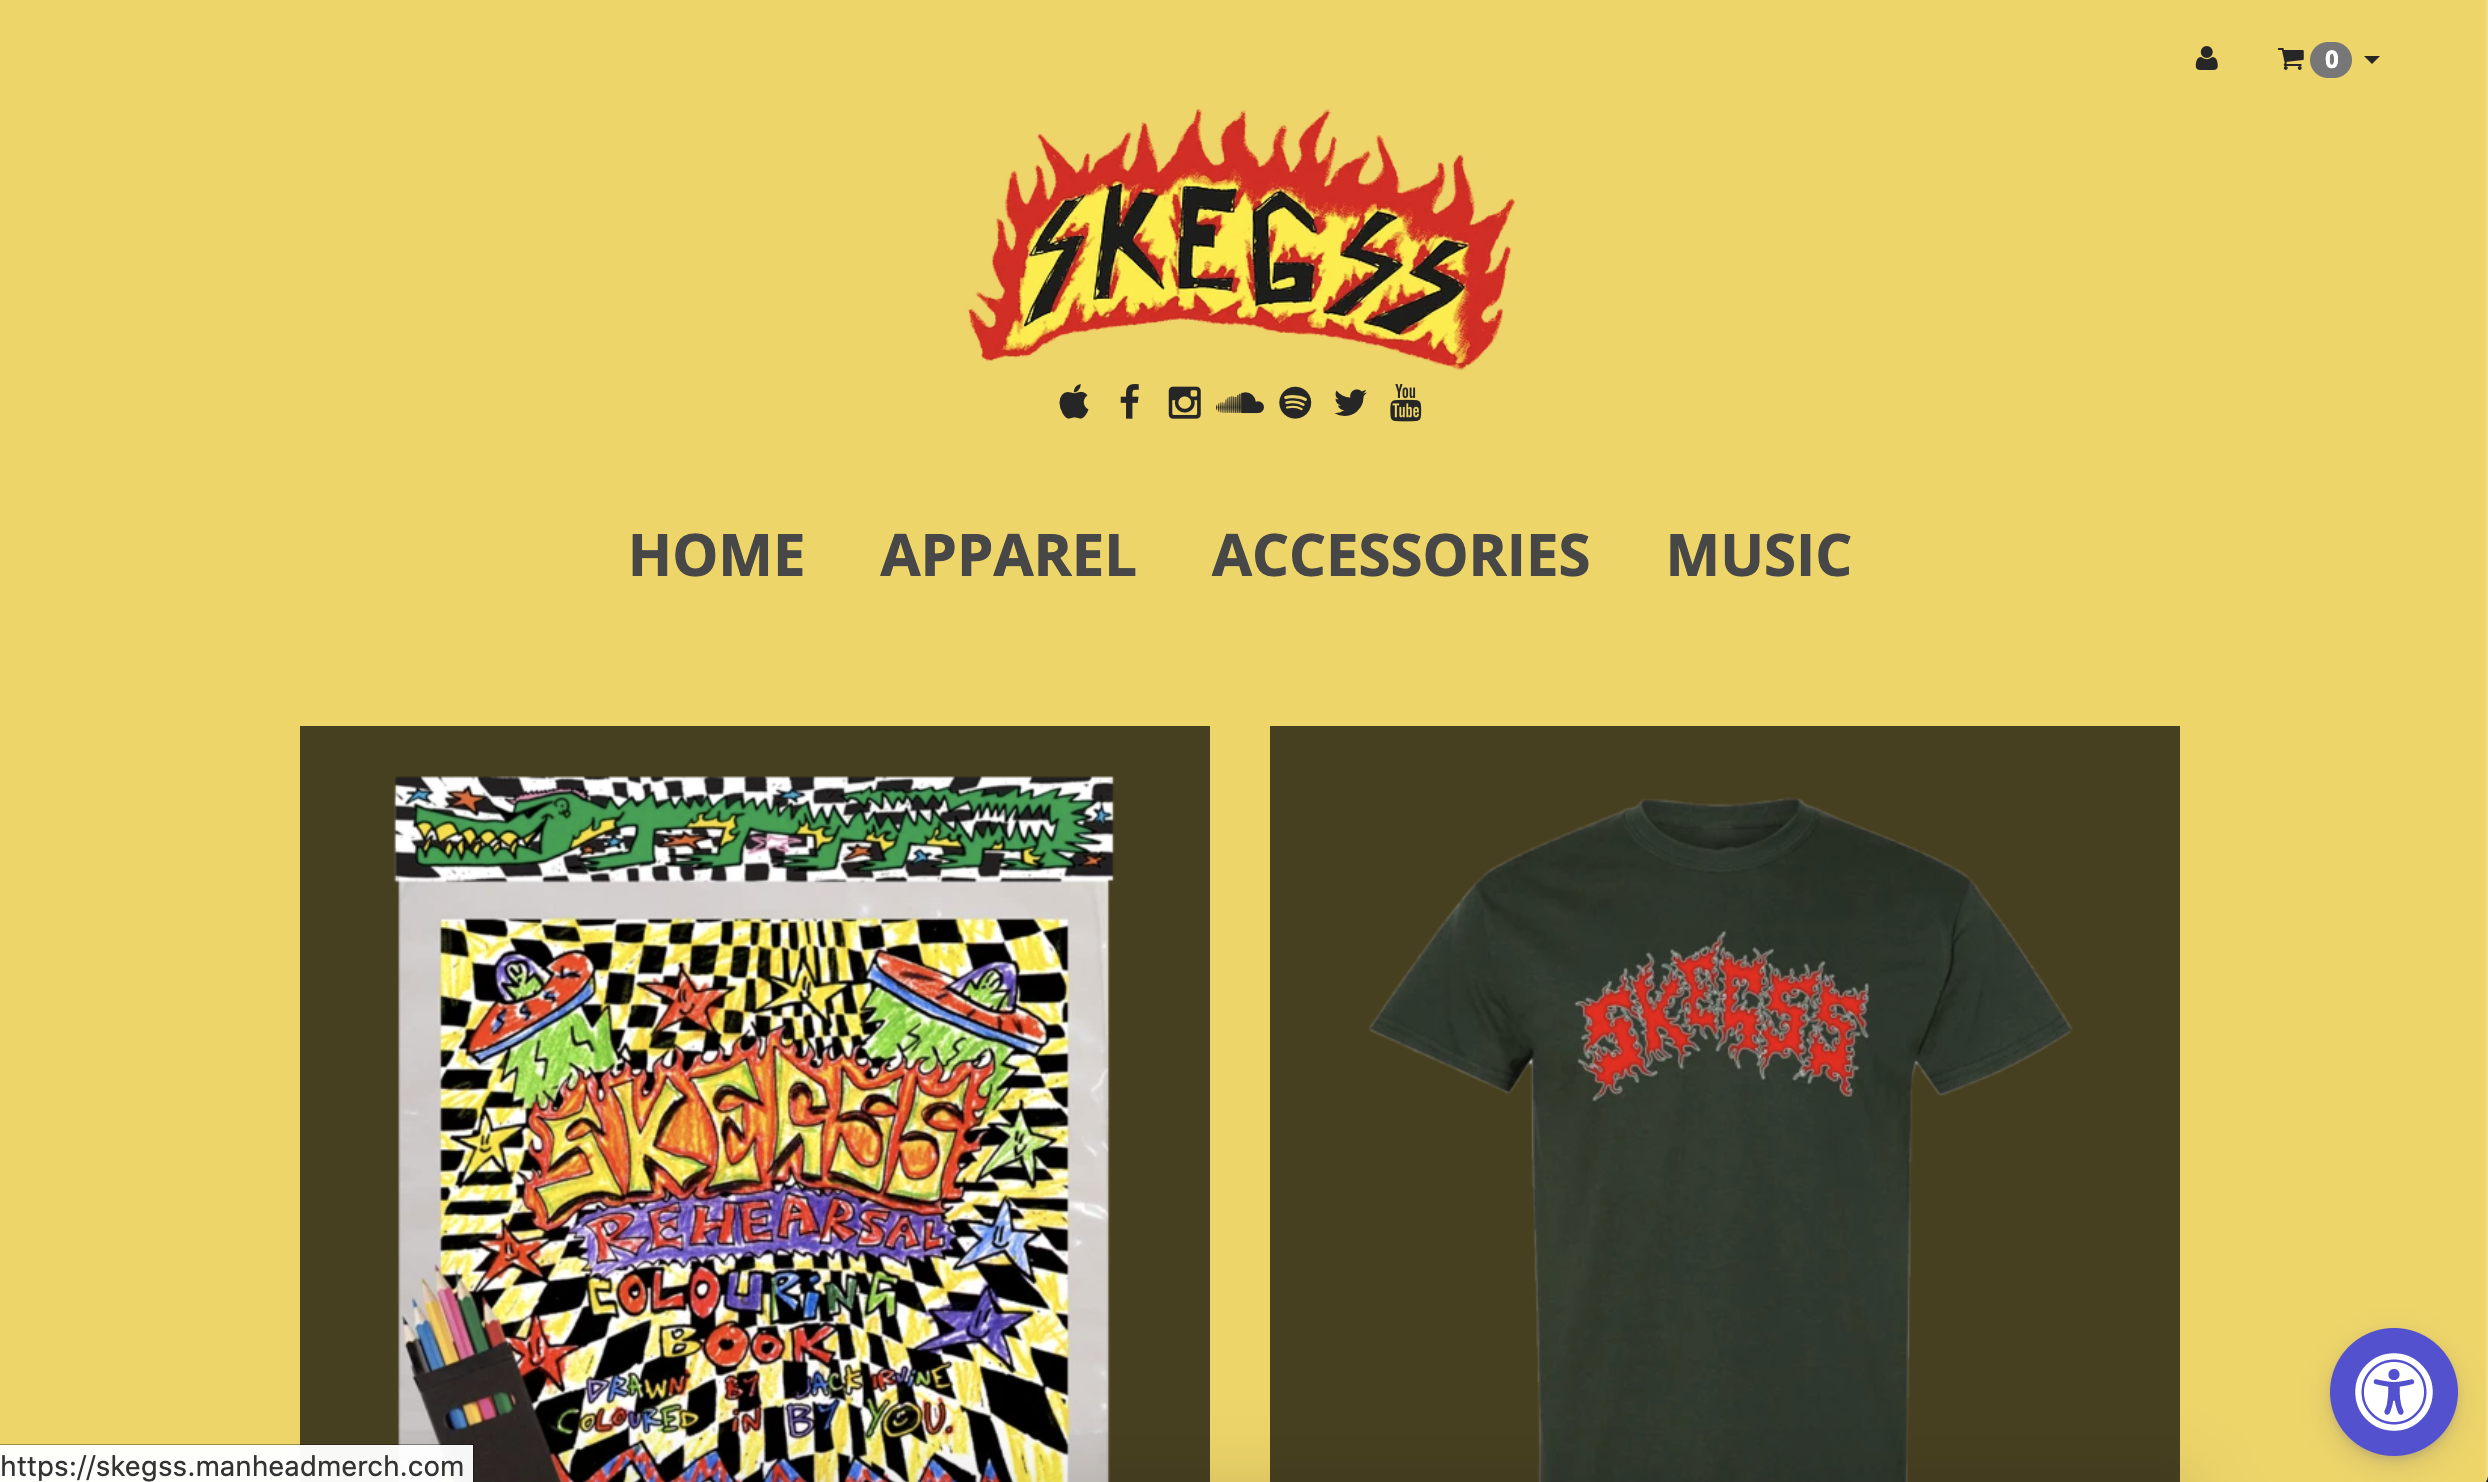 0
SKEGSS
You
Tube
HOME APPAREL ACCESSORIES MUSIC
SKEGSS
REHEARSAL
COLOURING
BOOK
DRAWN BY JACK IRVINE
COLOURED IN BY YOU.
SKEGSS
https://skegss.manheadmerch.com